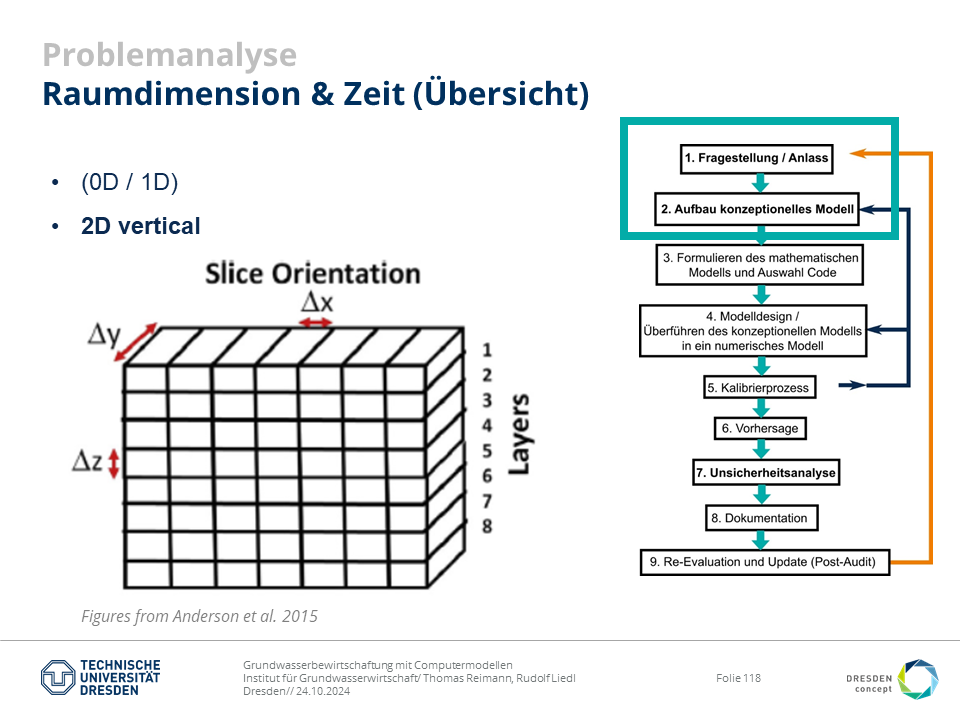 Problemanalyse
Raumdimension & Zeit (Übersicht)
• (0D / 1D)
• 2D vertical
Slice Orientation
Δx
Δy
Δz
1
2
3
4
5
6
7
8
Layers
Figures from Anderson et al. 2015
1. Fragestellung / Anlass
2. Aufbau konzeptionelles Modell
3. Formulieren des mathematischen
Modells und Auswahl Code
4. Modelldesign /
Überführen des konzeptionellen Modells
in ein numerisches Modell
5. Kalibrierprozess
6. Vorhersage
7. Unsicherheitsanalyse
8. Dokumentation
9. Re-Evaluation und Update (Post-Audit)
TECHNISCHE
UNIVERSITÄT
DRESDEN
Grundwasserbewirtschaftung mit Computermodellen
Institut für Grundwasserwirtschaft/ Thomas Reimann, Rudolf Liedl
Dresden// 24.10.2024
Folie 118
DRESDEN
concept